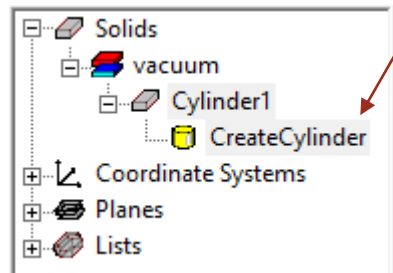 Solids
vacuum
Cylinder1
CreateCylinder
Coordinate Systems
Planes
Lists